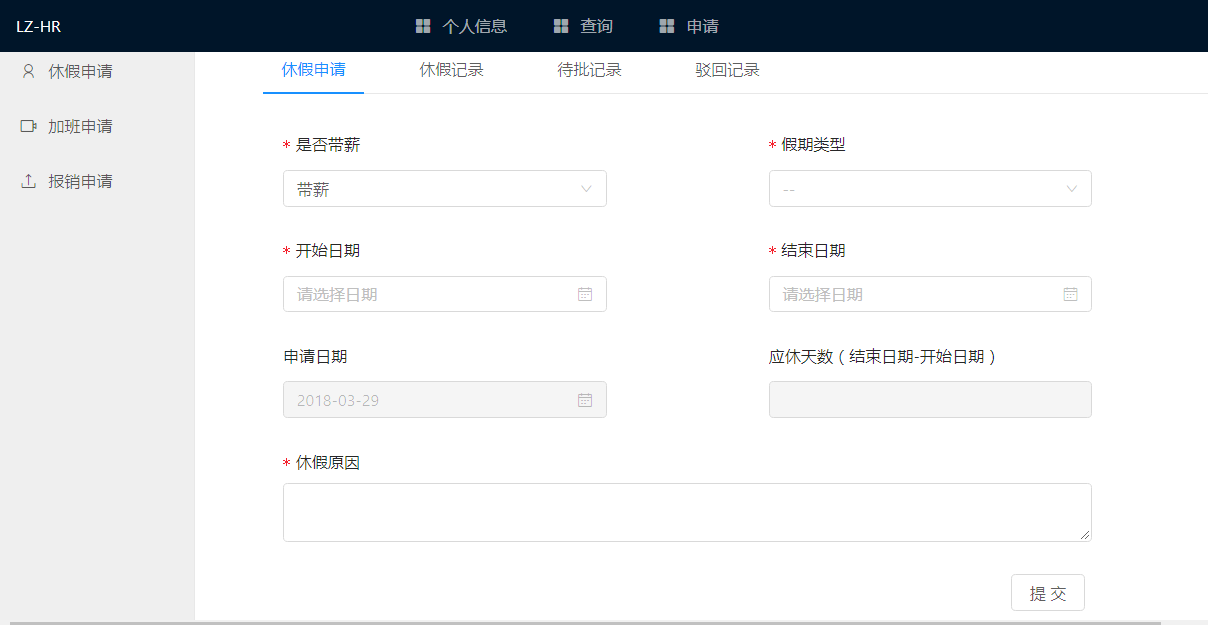 LZ-HR 个人信息 查询 申请
休假申请 休假申请 休假记录 待批记录 驳回记录
加班申请
报销申请
* 是否带薪 * 假期类型
带薪 --
* 开始日期 * 结束日期
请选择日期 请选择日期
申请日期 应休天数（结束日期-开始日期）
2018-03-29
* 休假原因
提 交